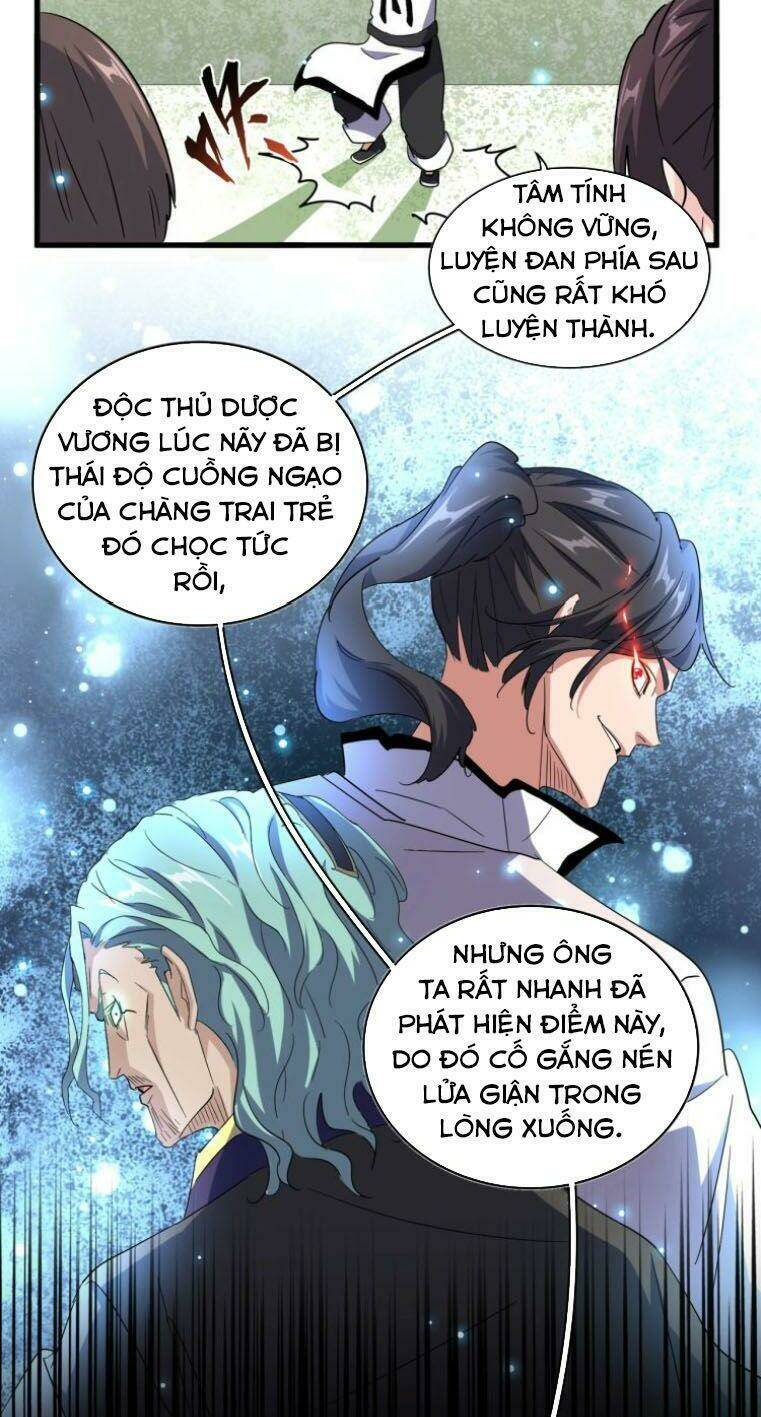 咚
TÂM TÍNH
KHÔNG VỮNG,
LUYỆN ĐAN PHÍA SAU
CŨNG RẤT KHÓ
LUYỆN THÀNH.
ĐỘC THỦ DƯỢC
VƯƠNG LÚC NÃY ĐÃ BỊ
THÁI ĐỘ CUỒNG NGẠO
CỦA CHÀNG TRAI TRẺ
ĐÓ CHỌC TỨC
RỒI,
NHƯNG ÔNG
TA RẤT NHANH ĐÃ
PHÁT HIỆN ĐIỂM NÀY,
DO ĐÓ CỐ GẮNG NÉN
LỬA GIẬN TRONG
LÒNG XUỐNG.